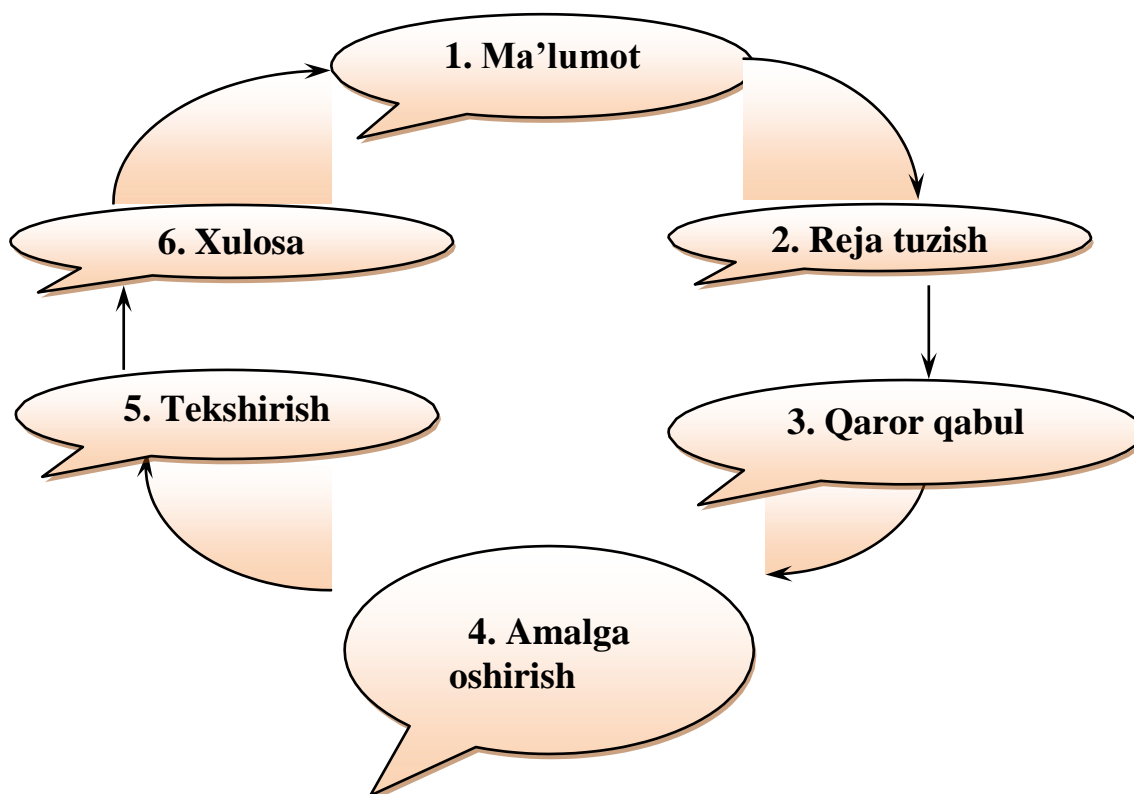 1. Ma’lumot
2. Reja tuzish
3. Qaror qabul
4. Amalga
oshirish
5. Tekshirish
6. Xulosa